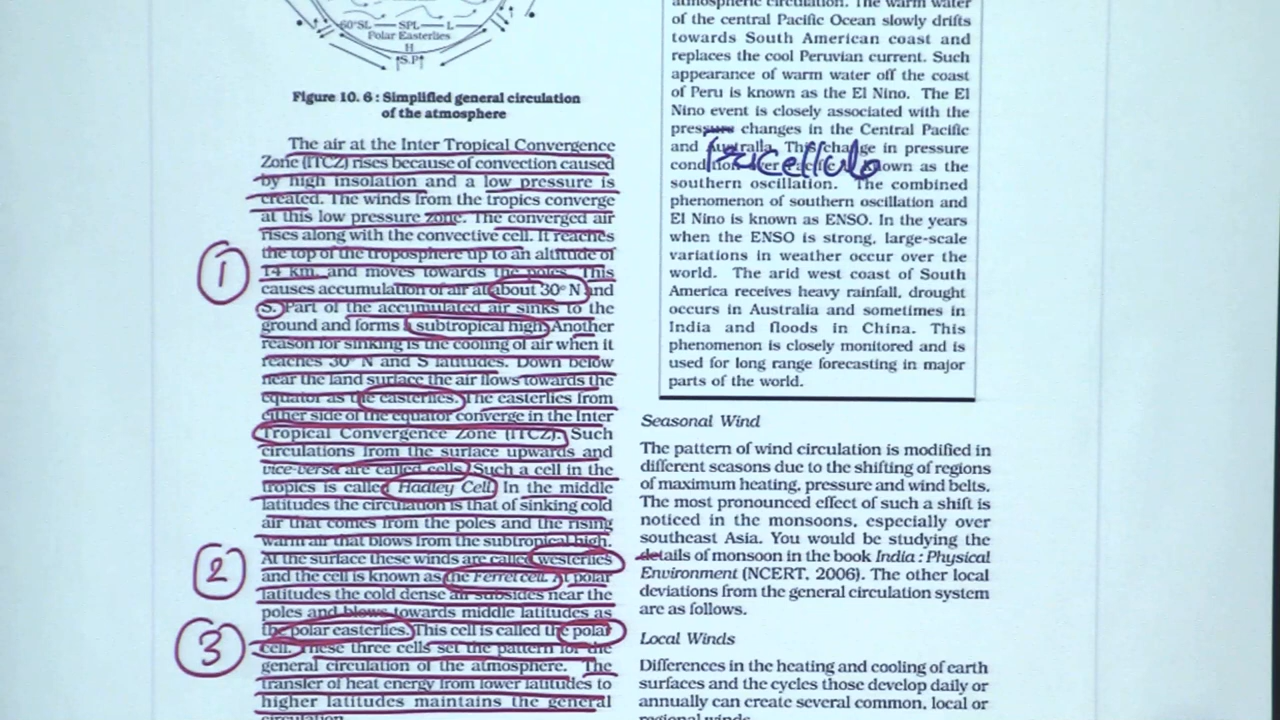 60°SL — SPL — L
Polar Easterlies
H
S.P
Figure 10. 6 : Simplified general circulation
of the atmosphere
The air at the Inter Tropical Convergence
Zone (ITCZ) rises because of convection caused
by high insolation and a low pressure is
created. The winds from the tropics converge
at this low pressure zone. The converged air
rises along with the convective cell. It reaches
the top of the troposphere up to an altitude of
14 km. and moves towards the poles. This
causes accumulation of air at about 30° N and
S. Part of the accumulated air sinks to the
ground and forms a subtropical high. Another
reason for sinking is the cooling of air when it
reaches 30° N and S latitudes. Down below
near the land surface the air flows towards the
equator as the easterlies. The easterlies from
either side of the equator converge in the Inter
Tropical Convergence Zone (ITCZ). Such
circulations from the surface upwards and
vice-versa are called cells. Such a cell in the
tropics is called Hadley Cell. In the middle
latitudes the circulation is that of sinking cold
air that comes from the poles and the rising
warm air that blows from the subtropical high.
At the surface these winds are called westerlies
and the cell is known as the Ferrel cell. At polar
latitudes the cold dense air subsides near the
poles and blows towards middle latitudes as
the polar easterlies. This cell is called the polar
cell. These three cells set the pattern for the
general circulation of the atmosphere. The
transfer of heat energy from lower latitudes to
higher latitudes maintains the general
circulation.
1
2
3
atmospheric circulation. The warm water
of the central Pacific Ocean slowly drifts
towards South American coast and
replaces the cool Peruvian current. Such
appearance of warm water off the coast
of Peru is known as the El Nino. The El
Nino event is closely associated with the
pressure changes in the Central Pacific
and Australia. This change in pressure
condition over Pacific is known as the
southern oscillation. The combined
phenomenon of southern oscillation and
El Nino is known as ENSO. In the years
when the ENSO is strong, large-scale
variations in weather occur over the
world. The arid west coast of South
America receives heavy rainfall, drought
occurs in Australia and sometimes in
India and floods in China. This
phenomenon is closely monitored and is
used for long range forecasting in major
parts of the world.
Seasonal Wind
The pattern of wind circulation is modified in
different seasons due to the shifting of regions
of maximum heating, pressure and wind belts.
The most pronounced effect of such a shift is
noticed in the monsoons, especially over
southeast Asia. You would be studying the
details of monsoon in the book India : Physical
Environment (NCERT, 2006). The other local
deviations from the general circulation system
are as follows.
Local Winds
Differences in the heating and cooling of earth
surfaces and the cycles those develop daily or
annually can create several common, local or
regional winds.